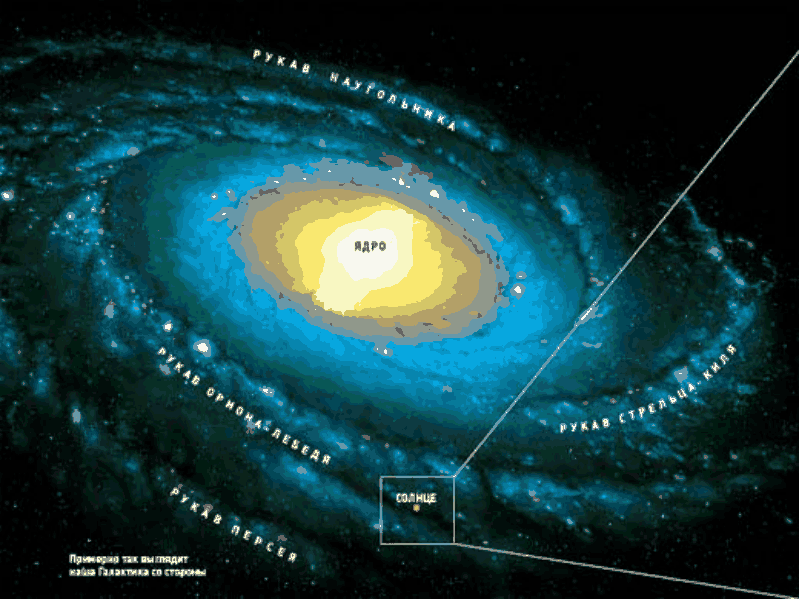 РУКАВ НАУГОЛЬНИКА
ЯДРО
РУКАВ СТРЕЛЬЦА-КИЛЯ
РУКАВ ОРИОНА-ЛЕБЕДЯ
СОЛНЦЕ
РУКАВ ПЕРСЕЯ
Примерно так выглядит
наша Галактика со стороны